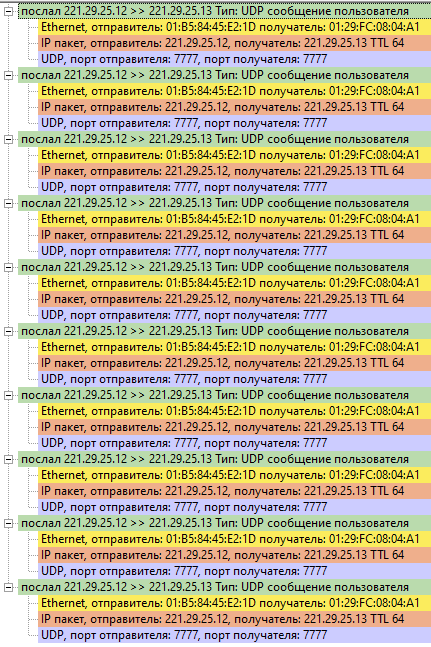 послал 221.29.25.12 >> 221.29.25.13 Тип: UDP сообщение пользователя
Ethernet, отправитель: 01:B5:84:45:E2:1D получатель: 01:29:FC:08:04:A1
IP пакет, отправитель: 221.29.25.12, получатель: 221.29.25.13 TTL 64
UDP, порт отправителя: 7777, порт получателя: 7777
послал 221.29.25.12 >> 221.29.25.13 Тип: UDP сообщение пользователя
Ethernet, отправитель: 01:B5:84:45:E2:1D получатель: 01:29:FC:08:04:A1
IP пакет, отправитель: 221.29.25.12, получатель: 221.29.25.13 TTL 64
UDP, порт отправителя: 7777, порт получателя: 7777
послал 221.29.25.12 >> 221.29.25.13 Тип: UDP сообщение пользователя
Ethernet, отправитель: 01:B5:84:45:E2:1D получатель: 01:29:FC:08:04:A1
IP пакет, отправитель: 221.29.25.12, получатель: 221.29.25.13 TTL 64
UDP, порт отправителя: 7777, порт получателя: 7777
послал 221.29.25.12 >> 221.29.25.13 Тип: UDP сообщение пользователя
Ethernet, отправитель: 01:B5:84:45:E2:1D получатель: 01:29:FC:08:04:A1
IP пакет, отправитель: 221.29.25.12, получатель: 221.29.25.13 TTL 64
UDP, порт отправителя: 7777, порт получателя: 7777
послал 221.29.25.12 >> 221.29.25.13 Тип: UDP сообщение пользователя
Ethernet, отправитель: 01:B5:84:45:E2:1D получатель: 01:29:FC:08:04:A1
IP пакет, отправитель: 221.29.25.12, получатель: 221.29.25.13 TTL 64
UDP, порт отправителя: 7777, порт получателя: 7777
послал 221.29.25.12 >> 221.29.25.13 Тип: UDP сообщение пользователя
Ethernet, отправитель: 01:B5:84:45:E2:1D получатель: 01:29:FC:08:04:A1
IP пакет, отправитель: 221.29.25.12, получатель: 221.29.25.13 TTL 64
UDP, порт отправителя: 7777, порт получателя: 7777
послал 221.29.25.12 >> 221.29.25.13 Тип: UDP сообщение пользователя
Ethernet, отправитель: 01:B5:84:45:E2:1D получатель: 01:29:FC:08:04:A1
IP пакет, отправитель: 221.29.25.12, получатель: 221.29.25.13 TTL 64
UDP, порт отправителя: 7777, порт получателя: 7777
послал 221.29.25.12 >> 221.29.25.13 Тип: UDP сообщение пользователя
Ethernet, отправитель: 01:B5:84:45:E2:1D получатель: 01:29:FC:08:04:A1
IP пакет, отправитель: 221.29.25.12, получатель: 221.29.25.13 TTL 64
UDP, порт отправителя: 7777, порт получателя: 7777
послал 221.29.25.12 >> 221.29.25.13 Тип: UDP сообщение пользователя
Ethernet, отправитель: 01:B5:84:45:E2:1D получатель: 01:29:FC:08:04:A1
IP пакет, отправитель: 221.29.25.12, получатель: 221.29.25.13 TTL 64
UDP, порт отправителя: 7777, порт получателя: 7777
послал 221.29.25.12 >> 221.29.25.13 Тип: UDP сообщение пользователя
Ethernet, отправитель: 01:B5:84:45:E2:1D получатель: 01:29:FC:08:04:A1
IP пакет, отправитель: 221.29.25.12, получатель: 221.29.25.13 TTL 64
UDP, порт отправителя: 7777, порт получателя: 7777